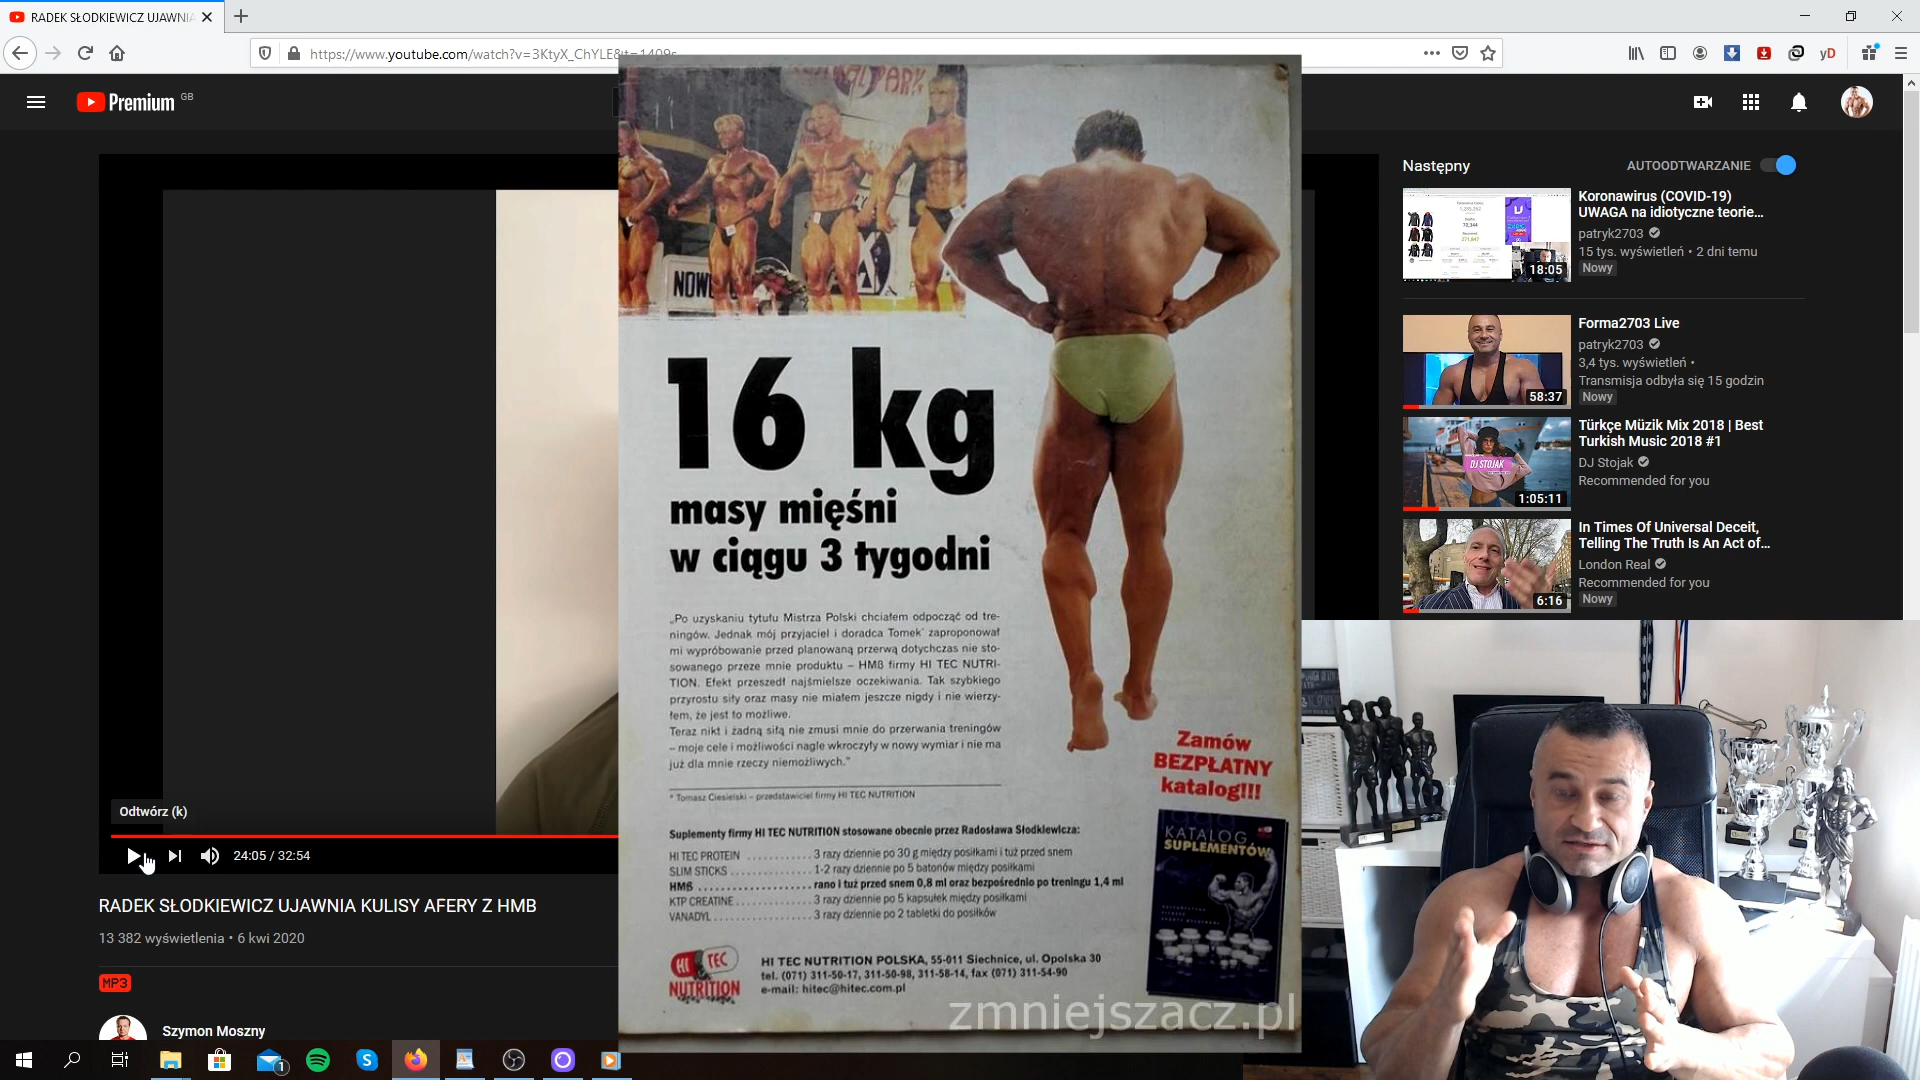 RADEK SŁODKIEWICZ UJAWNIA
https://www.youtube.com/watch?v=3KtyX_ChYLE&t=1409s
yD
Premium GB
NOW
16 kg
masy mięśni
w ciągu 3 tygodni
„Po uzyskaniu tytułu Mistrza Polski chciałem odpocząć od tre-
ningów. Jednak mój przyjaciel i doradca Tomek* zaproponował
mi wypróbowanie przed planowaną przerwą dotychczas nie sto-
sowanego przeze mnie produktu – HMß firmy HI TEC NUTRI-
TION. Efekt przeszedł najśmielsze oczekiwania. Tak szybkiego
przyrostu siły oraz masy nie miałem jeszcze nigdy i nie wierzy-
łem, że jest to możliwe.
Teraz nikt i żadną siłą nie zmusi mnie do przerwania treningów
– moje cele i możliwości nagle wkroczyły w nowy wymiar i nie ma
już dla mnie rzeczy niemożliwych."
* Tomasz Ciesielski – przedstawiciel firmy HI TEC NUTRITION
Suplementy firmy HI TEC NUTRITION stosowane obecnie przez Radosława Słodkiewicza:
HI TEC PROTEIN ............ 3 razy dziennie po 30 g między posiłkami i tuż przed snem
SLIM STICKS ............ 1-2 razy dziennie po 5 batonów między posiłkami
HMß ............ rano i tuż przed snem 0,8 ml oraz bezpośrednio po treningu 1,4 ml
KTP CREATINE ............ 3 razy dziennie po 5 kapsułek między posiłkami
VANADYL ............ 3 razy dziennie po 2 tabletki do posiłków
HI TEC
NUTRITION
HI TEC NUTRITION POLSKA, 55-011 Siechnice, ul. Opolska 30
tel. (071) 311-50-17, 311-50-98, 311-58-14, fax (071) 311-54-90
e-mail: hitec@hitec.com.pl
Zamów
BEZPŁATNY
katalog!!!
KATALOG
SUPLEMENTÓW
zmniejszacz.pl
Odtwórz (k)
24:05 / 32:54
RADEK SŁODKIEWICZ UJAWNIA KULISY AFERY Z HMB
13 382 wyświetlenia • 6 kwi 2020
MP3
Szymon Moszny
Następny
AUTOODTWARZANIE
18:05
Koronawirus (COVID-19)
UWAGA na idiotyczne teorie...
patryk2703
15 tys. wyświetleń • 2 dni temu
Nowy
58:37
Forma2703 Live
patryk2703
3,4 tys. wyświetleń •
Transmisja odbyła się 15 godzin
Nowy
DJ STOJAK
1:05:11
Türkçe Müzik Mix 2018 | Best
Turkish Music 2018 #1
DJ Stojak
Recommended for you
6:16
In Times Of Universal Deceit,
Telling The Truth Is An Act of...
London Real
Recommended for you
Nowy
1